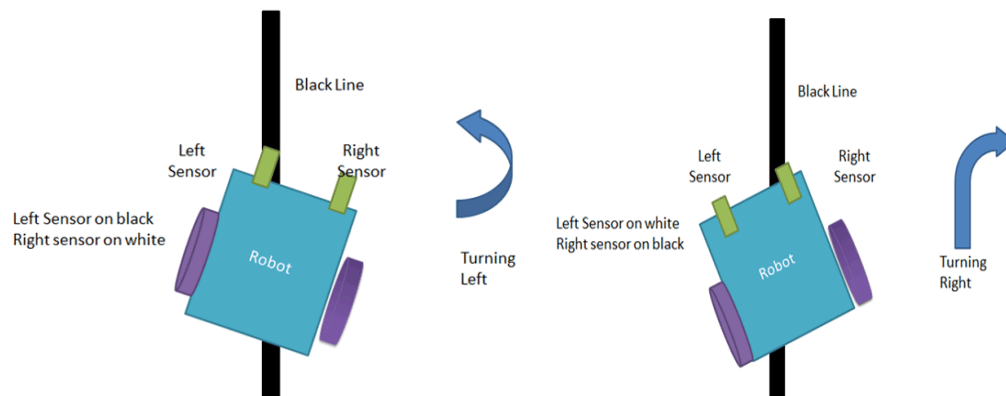 Black Line
Left
Sensor
Right
Sensor
Left Sensor on black
Right sensor on white
Robot
Turning
Left
Black Line
Left
Sensor
Right
Sensor
Left Sensor on white
Right sensor on black
Robot
Turning
Right